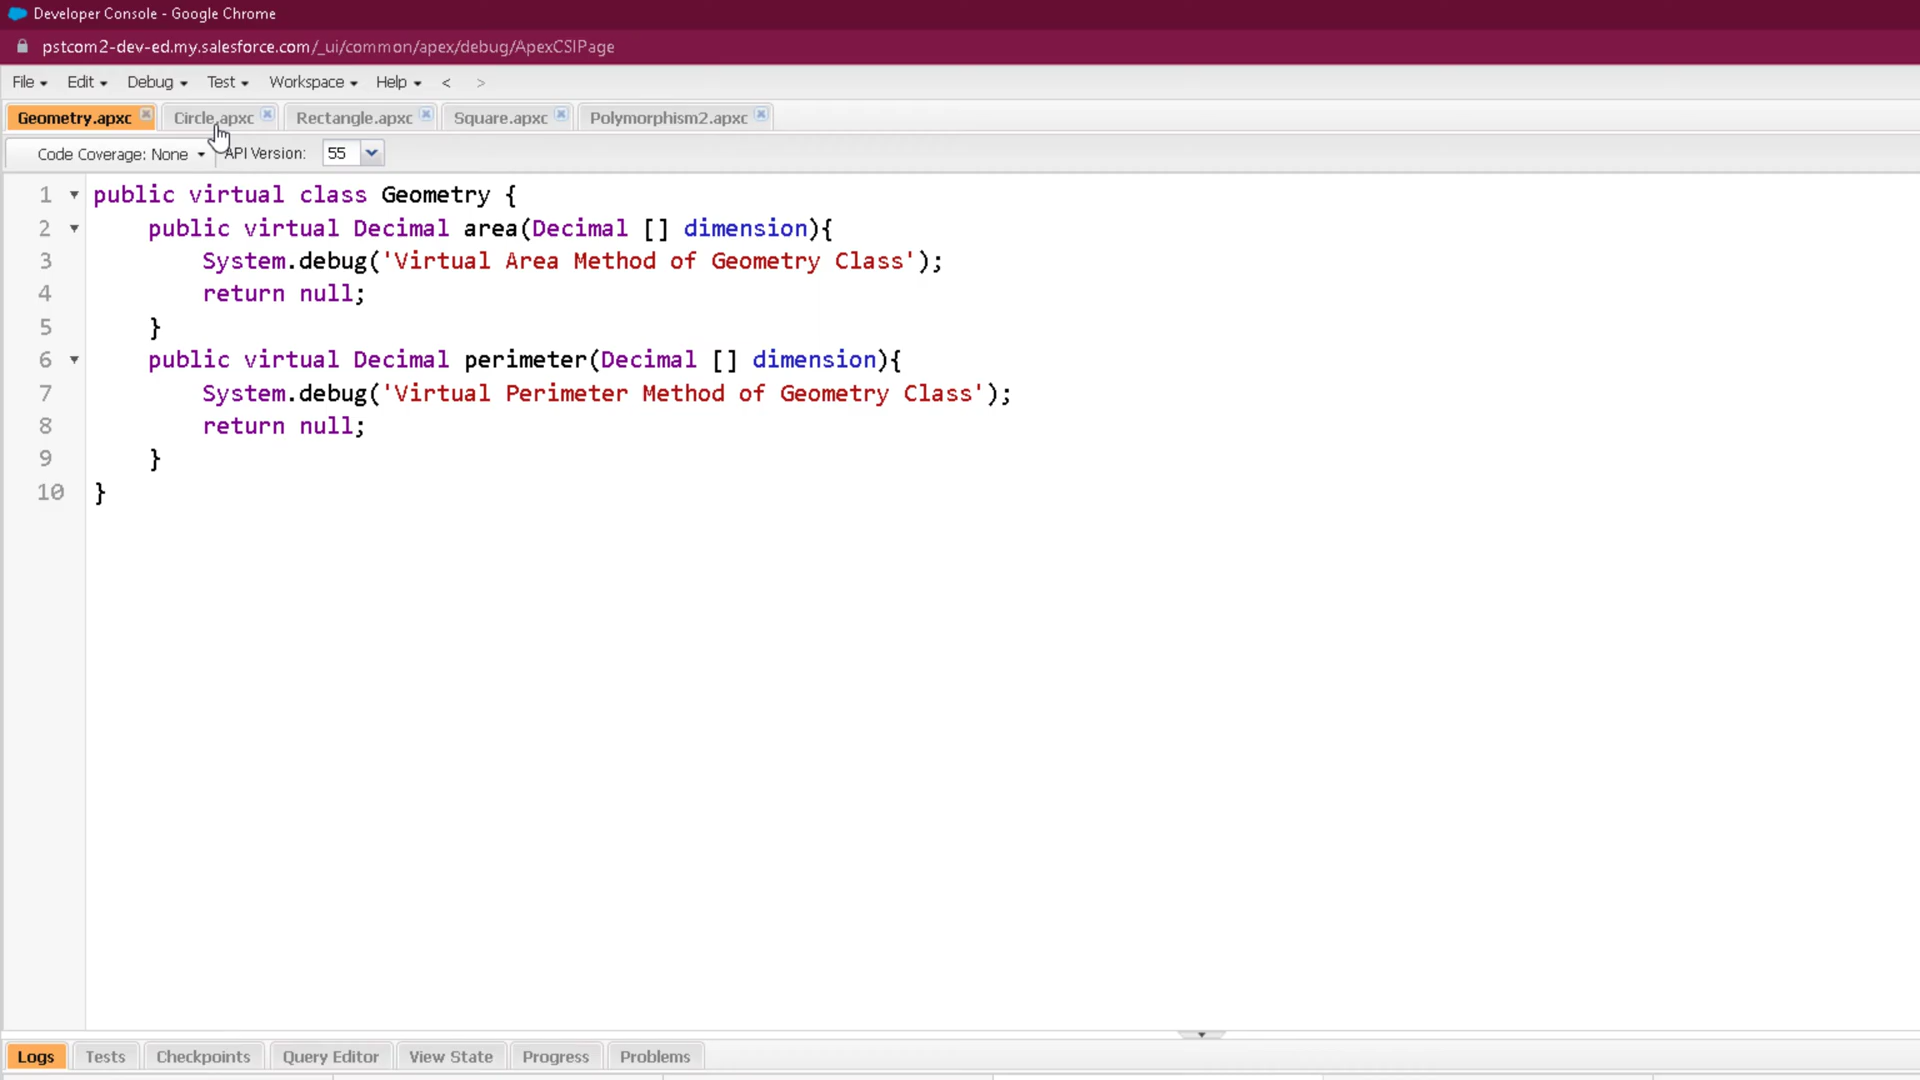 Developer Console - Google Chrome
pstcom2-dev-ed.my.salesforce.com/_ui/common/apex/debug/ApexCSIPage
File Edit Debug Test Workspace Help < >
Geometry.apxc Circle.apxc Rectangle.apxc Square.apxc Polymorphism2.apxc
Code Coverage: None API Version: 55
1 public virtual class Geometry {
2 public virtual Decimal area(Decimal [] dimension){
3 System.debug('Virtual Area Method of Geometry Class');
4 return null;
5 }
6 public virtual Decimal perimeter(Decimal [] dimension){
7 System.debug('Virtual Perimeter Method of Geometry Class');
8 return null;
9 }
10 }
Logs Tests Checkpoints Query Editor View State Progress Problems